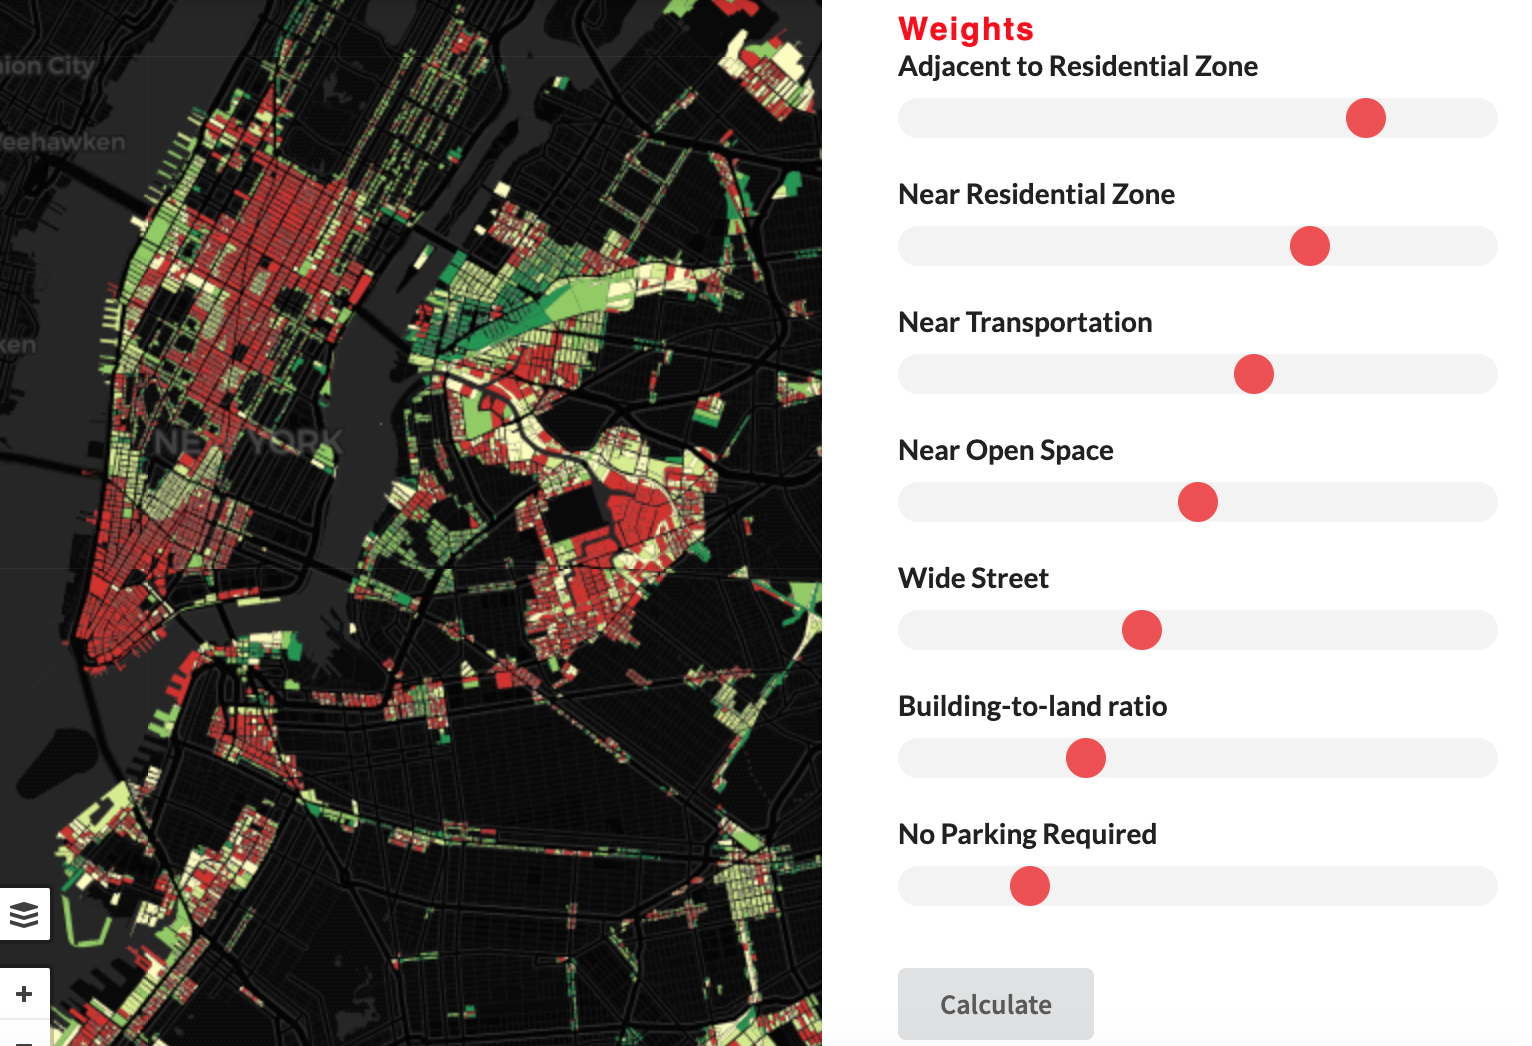 Weights
Adjacent to Residential Zone
Near Residential Zone
Near Transportation
Near Open Space
Wide Street
Building-to-land ratio
No Parking Required
Calculate
ion City
eehawken
ken
NEW YORK
+